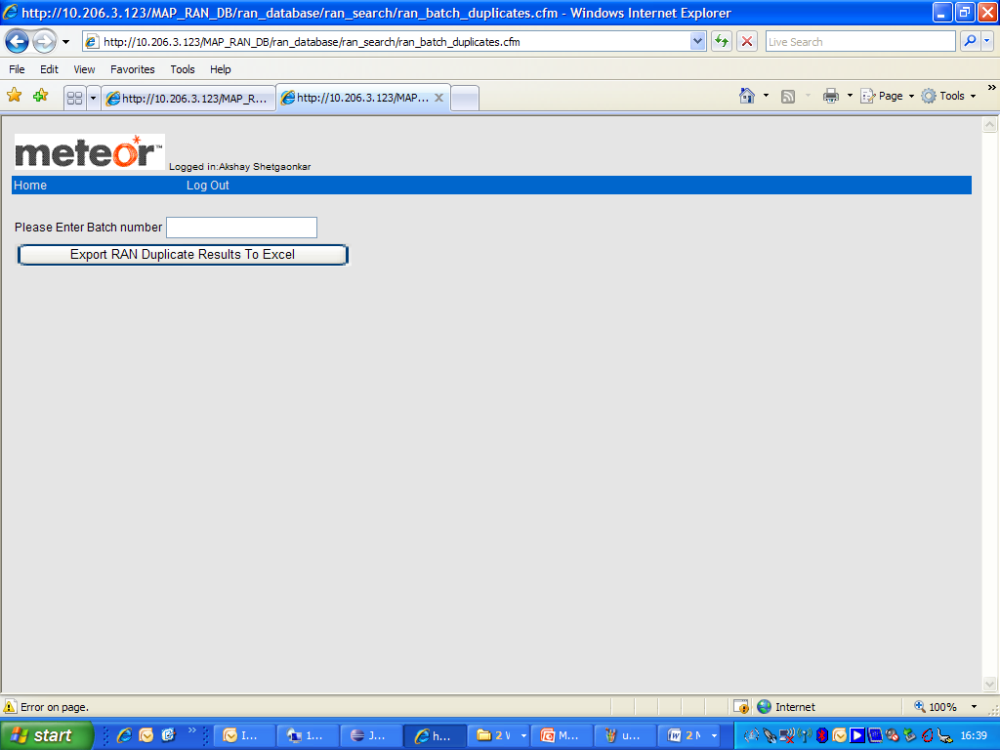 http://10.206.3.123/MAP_RAN_DB/ran_database/ran_search/ran_batch_duplicates.cfm - Windows Internet Explorer
http://10.206.3.123/MAP_RAN_DB/ran_database/ran_search/ran_batch_duplicates.cfm
Live Search
File Edit View Favorites Tools Help
http://10.206.3.123/MAP_R... http://10.206.3.123/MAP... Page Tools »
meteor™ Logged in:Akshay Shetgaonkar
Home Log Out
Please Enter Batch number
Export RAN Duplicate Results To Excel
Error on page. Internet 100%
start » I... 1... J... h... 2 M... u... 2 16:39